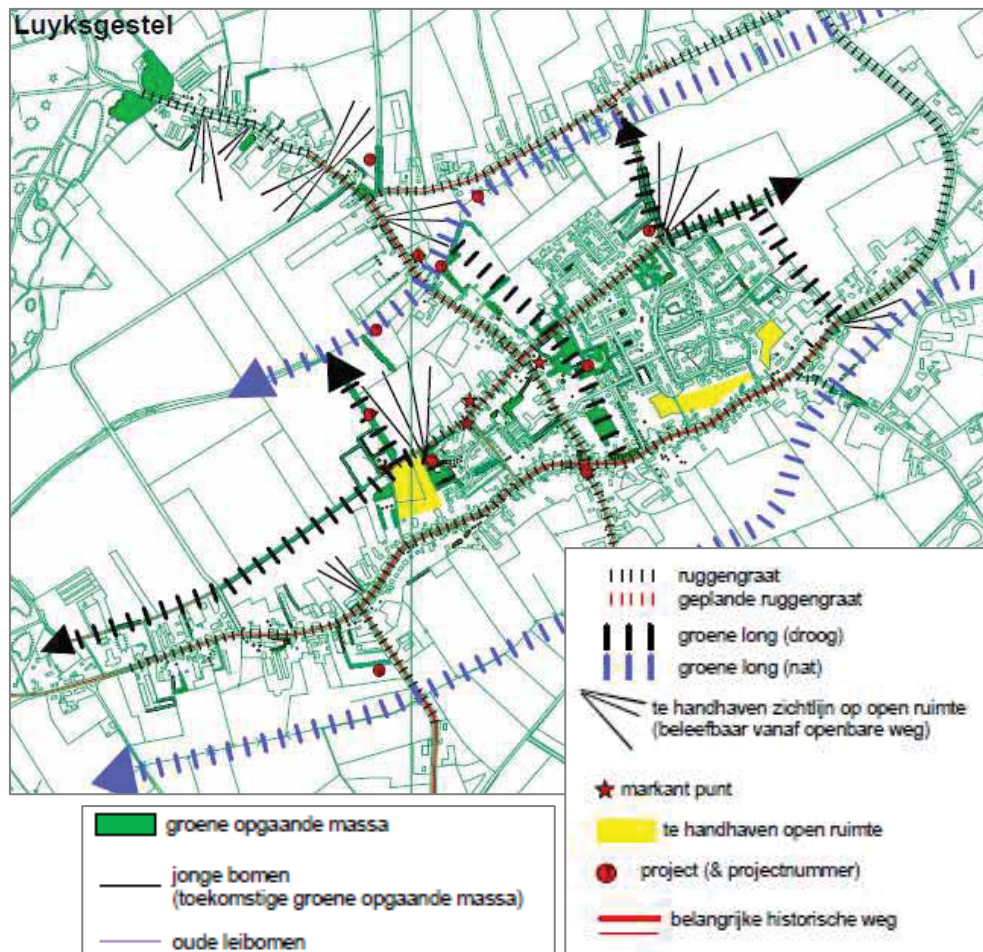 Luyksgestel
ruggengraat
geplande ruggengraat
groene long (droog)
groene long (nat)
te handhaven zichtlijn op open ruimte
(beleefbaar vanaf openbare weg)
markant punt
te handhaven open ruimte
project (& projectnummer)
belangrijke historische weg
groene opgaande massa
jonge bomen
(toekomstige groene opgaande massa)
oude leibomen